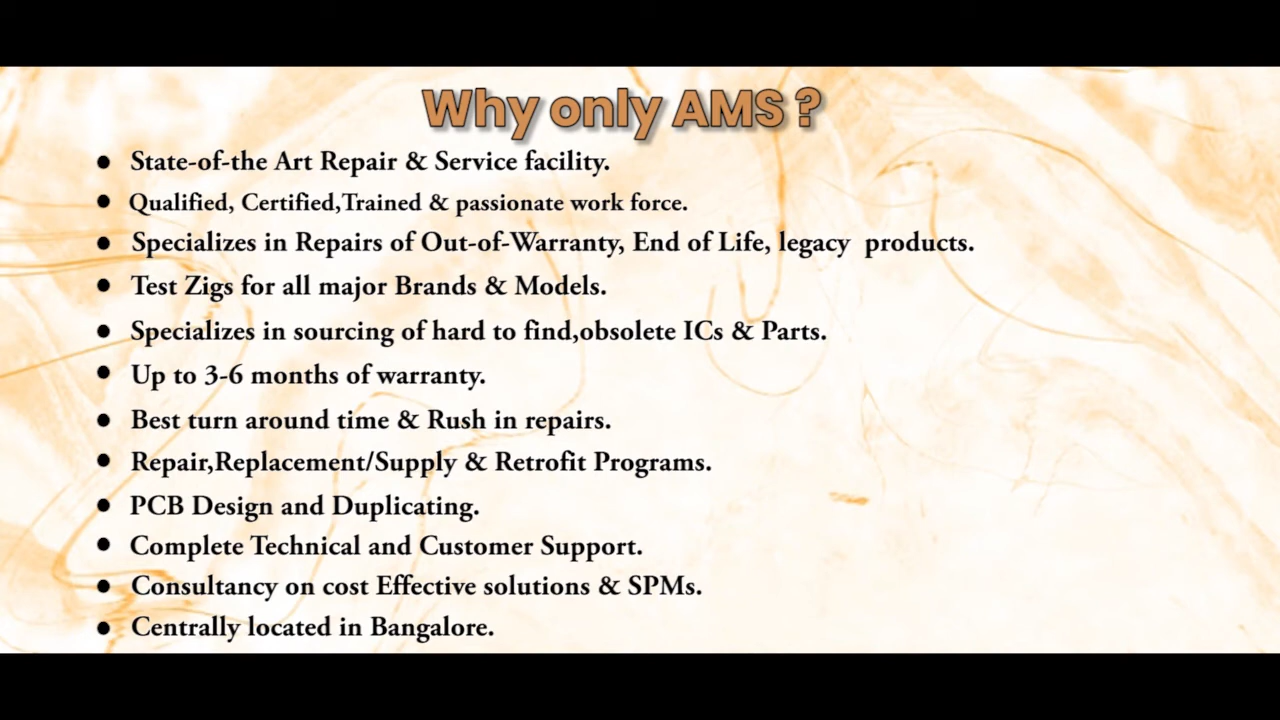 Why only AMS ?
● State-of-the Art Repair & Service facility.
● Qualified, Certified,Trained & passionate work force.
● Specializes in Repairs of Out-of-Warranty, End of Life, legacy  products.
● Test Zigs for all major Brands & Models.
● Specializes in sourcing of hard to find,obsolete ICs & Parts.
● Up to 3-6 months of warranty.
● Best turn around time & Rush in repairs.
● Repair,Replacement/Supply & Retrofit Programs.
● PCB Design and Duplicating.
● Complete Technical and Customer Support.
● Consultancy on cost Effective solutions & SPMs.
● Centrally located in Bangalore.